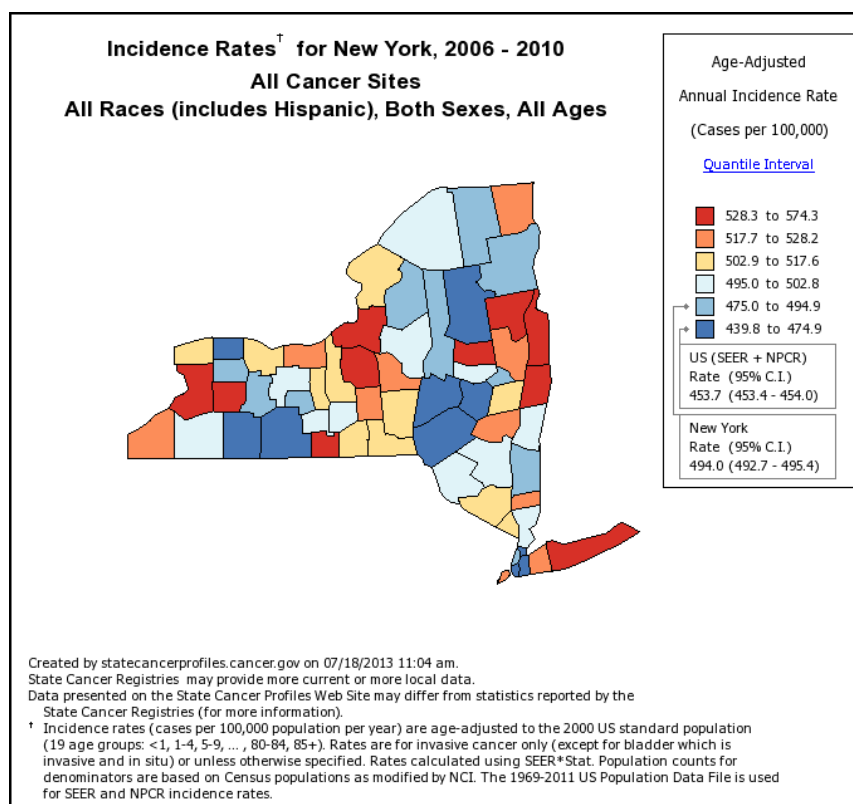 Incidence Rates† for New York, 2006 - 2010
All Cancer Sites
All Races (includes Hispanic), Both Sexes, All Ages
Age-Adjusted
Annual Incidence Rate
(Cases per 100,000)
Quantile Interval
528.3 to 574.3
517.7 to 528.2
502.9 to 517.6
495.0 to 502.8
475.0 to 494.9
439.8 to 474.9
US (SEER + NPCR)
Rate (95% C.I.)
453.7 (453.4 - 454.0)
New York
Rate (95% C.I.)
494.0 (492.7 - 495.4)
Created by statecancerprofiles.cancer.gov on 07/18/2013 11:04 am.
State Cancer Registries may provide more current or more local data.
Data presented on the State Cancer Profiles Web Site may differ from statistics reported by the
State Cancer Registries (for more information).
† Incidence rates (cases per 100,000 population per year) are age-adjusted to the 2000 US standard population
(19 age groups: <1, 1-4, 5-9, ... , 80-84, 85+). Rates are for invasive cancer only (except for bladder which is
invasive and in situ) or unless otherwise specified. Rates calculated using SEER*Stat. Population counts for
denominators are based on Census populations as modified by NCI. The 1969-2011 US Population Data File is used
for SEER and NPCR incidence rates.